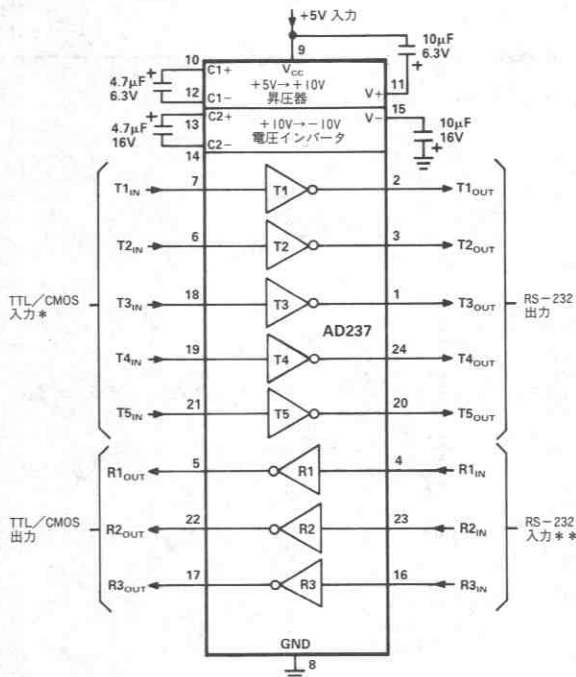 +5V 入力
10μF
6.3V
9
VCC
10
C1+
4.7μF
6.3V
12
C1-
+5V→+10V
昇圧器
11
V+
C2+
4.7μF
16V
13
C2-
14
+10V→-10V
電圧インバータ
V-
15
10μF
16V
T1IN
7
T1
2
T1OUT
T2IN
6
T2
3
T2OUT
TTL/CMOS
入力*
T3IN
18
T3
1
T3OUT
RS-232
出力
AD237
T4IN
19
T4
24
T4OUT
T5IN
21
T5
20
T5OUT
R1OUT
5
R1
4
R1IN
TTL/CMOS
出力
R2OUT
22
R2
23
R2IN
RS-232
入力**
R3OUT
17
R3
16
R3IN
GND
8